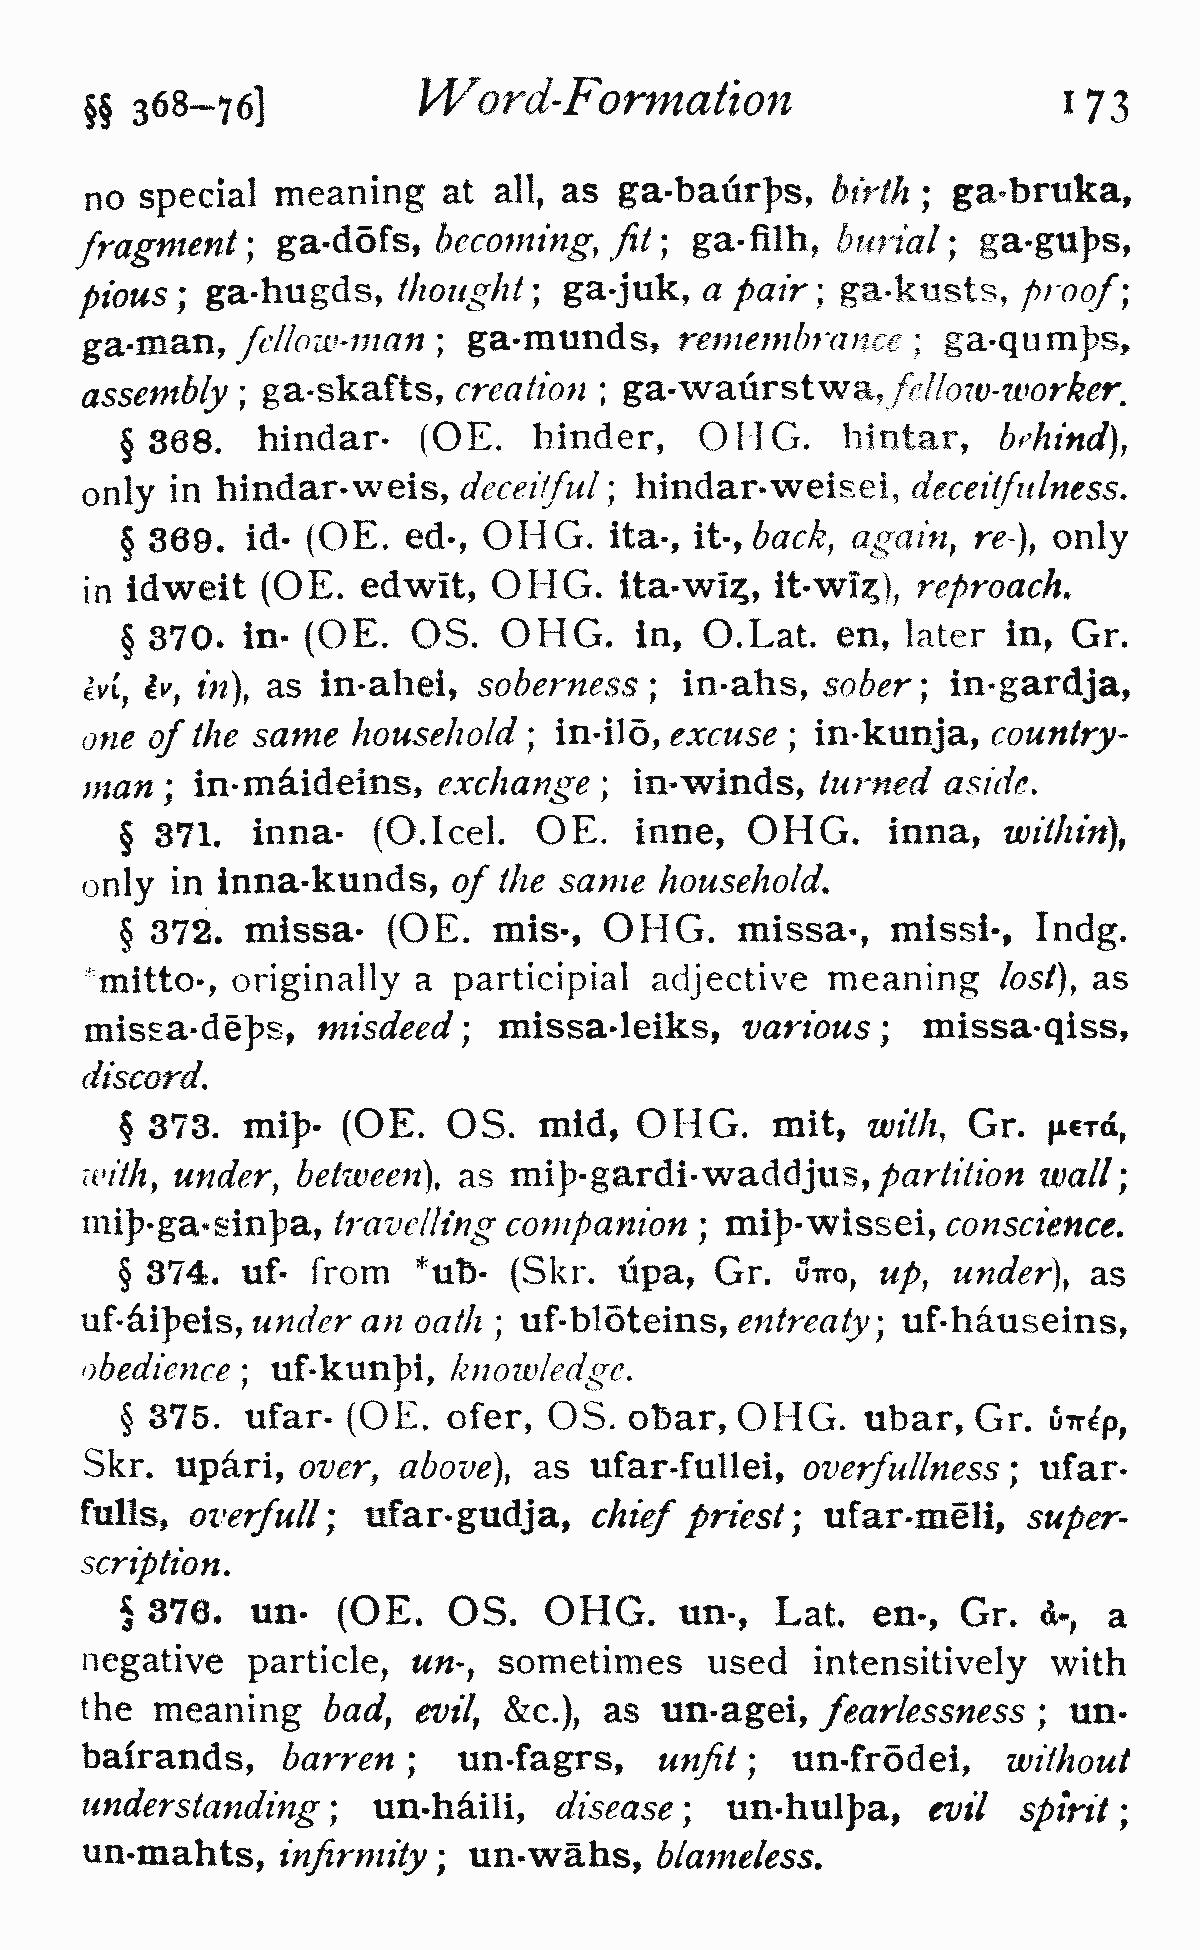 §§ 368–76] Word-Formation 173
no special meaning at all, as ga-baúrþs, birth ; ga-bruka,
fragment ; ga-dōfs, becoming, fit ; ga-filh, burial ; ga-guþs,
pious ; ga-hugds, thought ; ga-juk, a pair ; ga-kusts, proof ;
ga-man, fellow-man ; ga-munds, remembrance ; ga-qumþs,
assembly ; ga-skafts, creation ; ga-waúrstwa, fellow-worker.
§ 368. hindar- (OE. hinder, OHG. hintar, behind),
only in hindar-weis, deceitful ; hindar-weisei, deceitfulness.
§ 369. id- (OE. ed-, OHG. ita-, it-, back, again, re-), only
in idweit (OE. edwīt, OHG. ita-wīȥ, it-wīȥ), reproach.
§ 370. in- (OE. OS. OHG. in, O.Lat. en, later in, Gr.
ἐνί, ἐν, in), as in-ahei, soberness ; in-ahs, sober ; in-gardja,
one of the same household ; in-ilō, excuse ; in-kunja, country-
man ; in-máideins, exchange ; in-winds, turned aside.
§ 371. inna- (O.Icel. OE. inne, OHG. inna, within),
only in inna-kunds, of the same household.
§ 372. missa- (OE. mis-, OHG. missa-, missi-, Indg.
*mitto-, originally a participial adjective meaning lost), as
missa-dēþs, misdeed ; missa-leiks, various ; missa-qiss,
discord.
§ 373. miþ- (OE. OS. mid, OHG. mit, with, Gr. μετά,
with, under, between), as miþ-gardi-waddjus, partition wall ;
miþ-ga-sinþa, travelling companion ; miþ-wissei, conscience.
§ 374. uf- from *uƀ- (Skr. úpa, Gr. ὕπο, up, under), as
uf-áiþeis, under an oath ; uf-blōteins, entreaty ; uf-háuseins,
obedience ; uf-kunþi, knowledge.
§ 375. ufar- (OE. ofer, OS. oƀar, OHG. ubar, Gr. ὑπέρ,
Skr. upári, over, above), as ufar-fullei, overfullness ; ufar-
fulls, overfull ; ufar-gudja, chief priest ; ufar-mēli, super-
scription.
§ 376. un- (OE. OS. OHG. un-, Lat. en-, Gr. ἀ-, a
negative particle, un-, sometimes used intensitively with
the meaning bad, evil, &c.), as un-agei, fearlessness ; un-
baírands, barren ; un-fagrs, unfit ; un-frōdei, without
understanding ; un-háili, disease ; un-hulþa, evil spirit ;
un-mahts, infirmity ; un-wāhs, blameless.